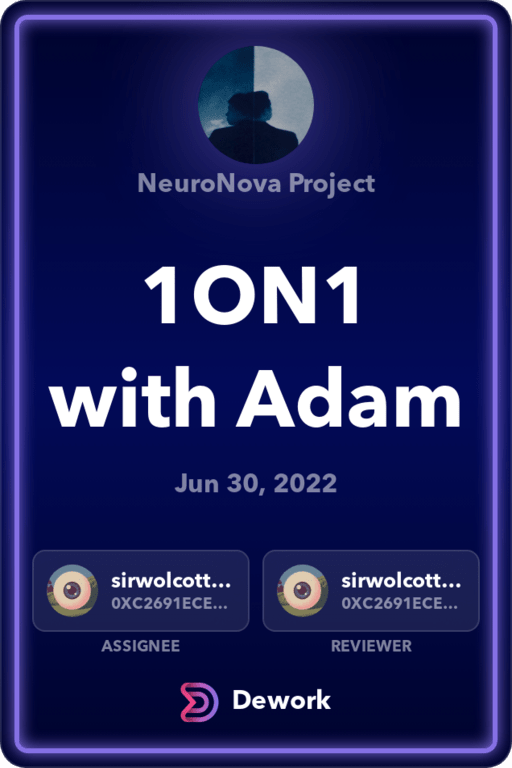 NeuroNova Project
1ON1
with Adam
Jun 30, 2022
sirwolcott...
0XC2691ECE...
ASSIGNEE
sirwolcott...
0XC2691ECE...
REVIEWER
Dework